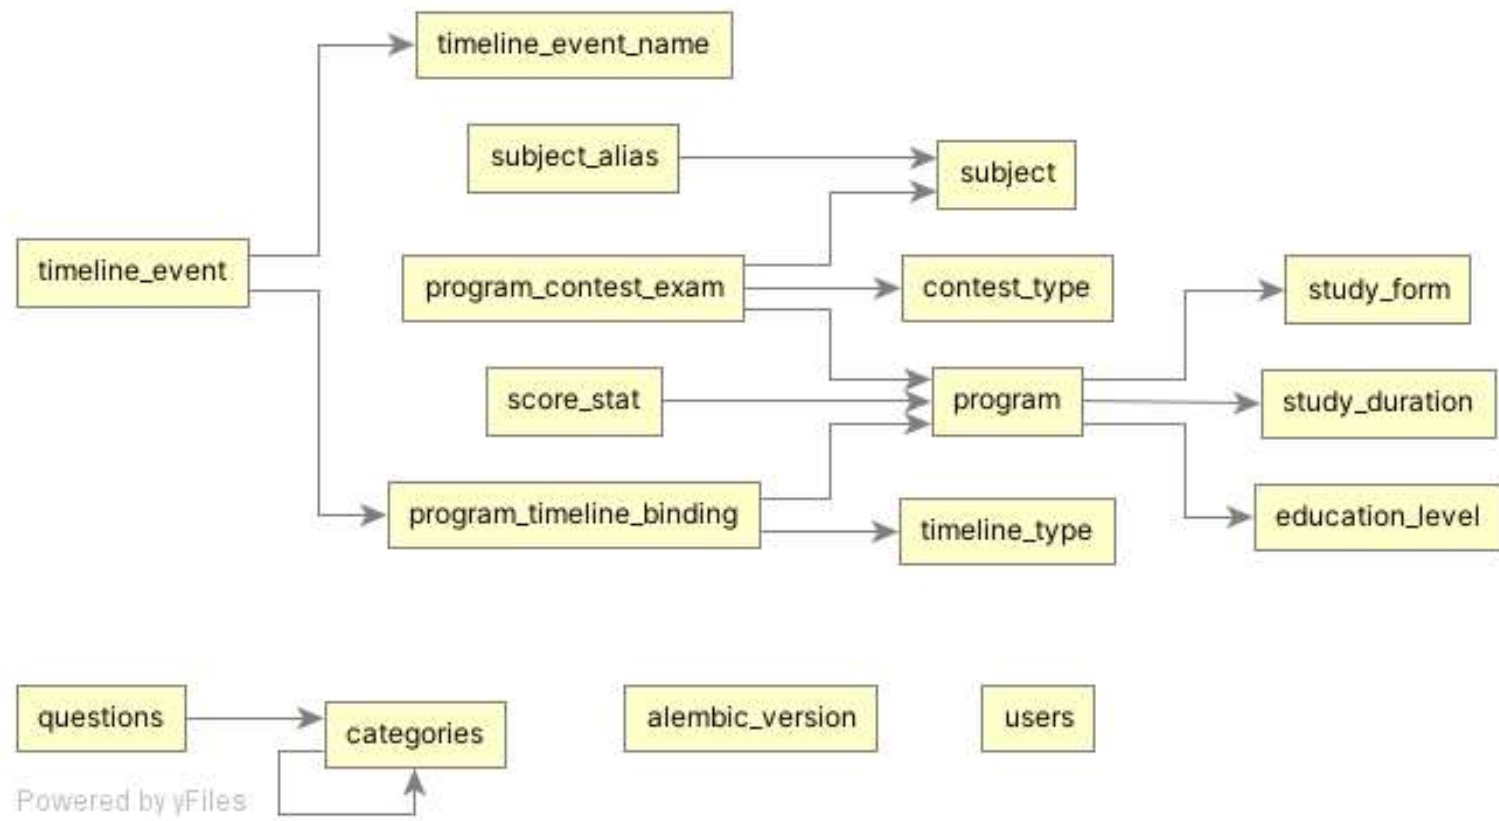 timeline_event_name
subject_alias
subject
timeline_event
program_contest_exam
contest_type
study_form
score_stat
program
study_duration
program_timeline_binding
timeline_type
education_level
questions
categories
alembic_version
users
Powered by yFiles